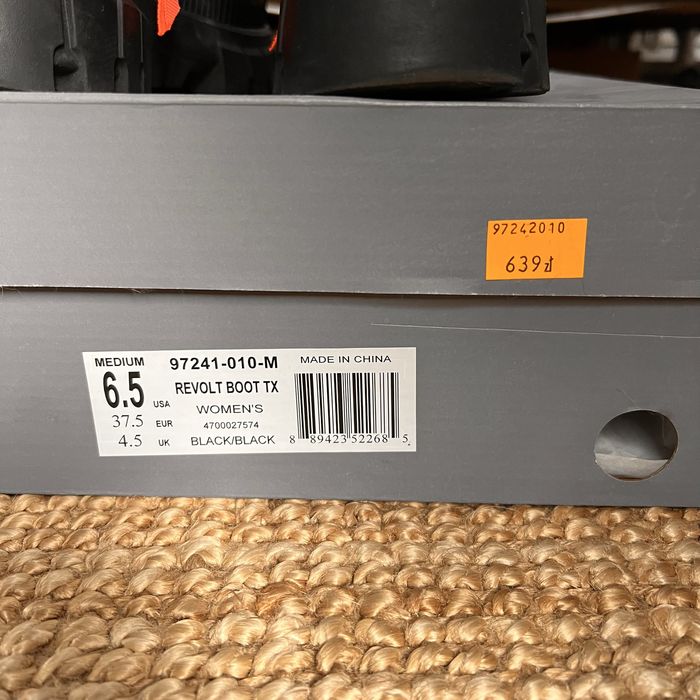 97242010
639zł
MEDIUM
6.5 USA
37.5 EUR
4.5 UK
97241-010-M
REVOLT BOOT TX
WOMEN'S
4700027574
BLACK/BLACK
MADE IN CHINA
8 89423 52268 5